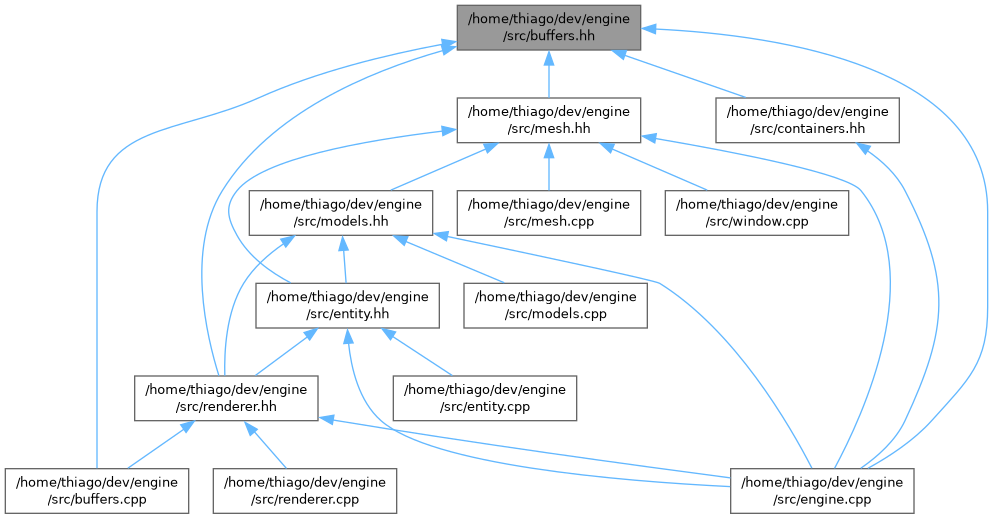 /home/thiago/dev/engine
/src/buffers.hh
/home/thiago/dev/engine
/src/mesh.hh
/home/thiago/dev/engine
/src/containers.hh
/home/thiago/dev/engine
/src/models.hh
/home/thiago/dev/engine
/src/mesh.cpp
/home/thiago/dev/engine
/src/window.cpp
/home/thiago/dev/engine
/src/entity.hh
/home/thiago/dev/engine
/src/models.cpp
/home/thiago/dev/engine
/src/renderer.hh
/home/thiago/dev/engine
/src/entity.cpp
/home/thiago/dev/engine
/src/buffers.cpp
/home/thiago/dev/engine
/src/renderer.cpp
/home/thiago/dev/engine
/src/engine.cpp